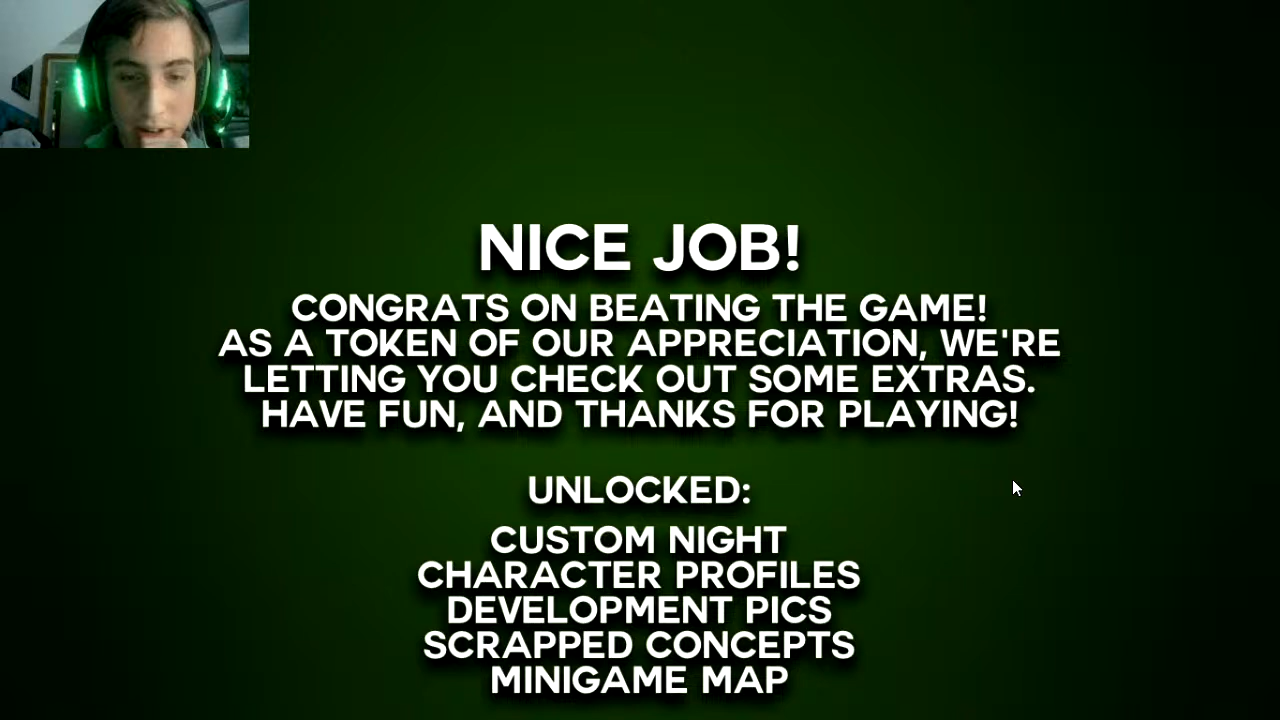 NICE JOB!
CONGRATS ON BEATING THE GAME!
AS A TOKEN OF OUR APPRECIATION, WE'RE
LETTING YOU CHECK OUT SOME EXTRAS.
HAVE FUN, AND THANKS FOR PLAYING!
UNLOCKED:
CUSTOM NIGHT
CHARACTER PROFILES
DEVELOPMENT PICS
SCRAPPED CONCEPTS
MINIGAME MAP